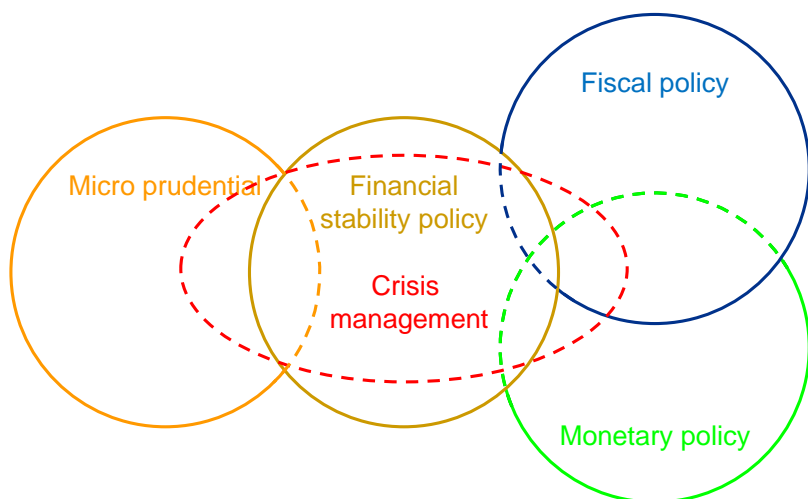 Fiscal policy
Micro prudential
Financial
stability policy
Crisis
management
Monetary policy